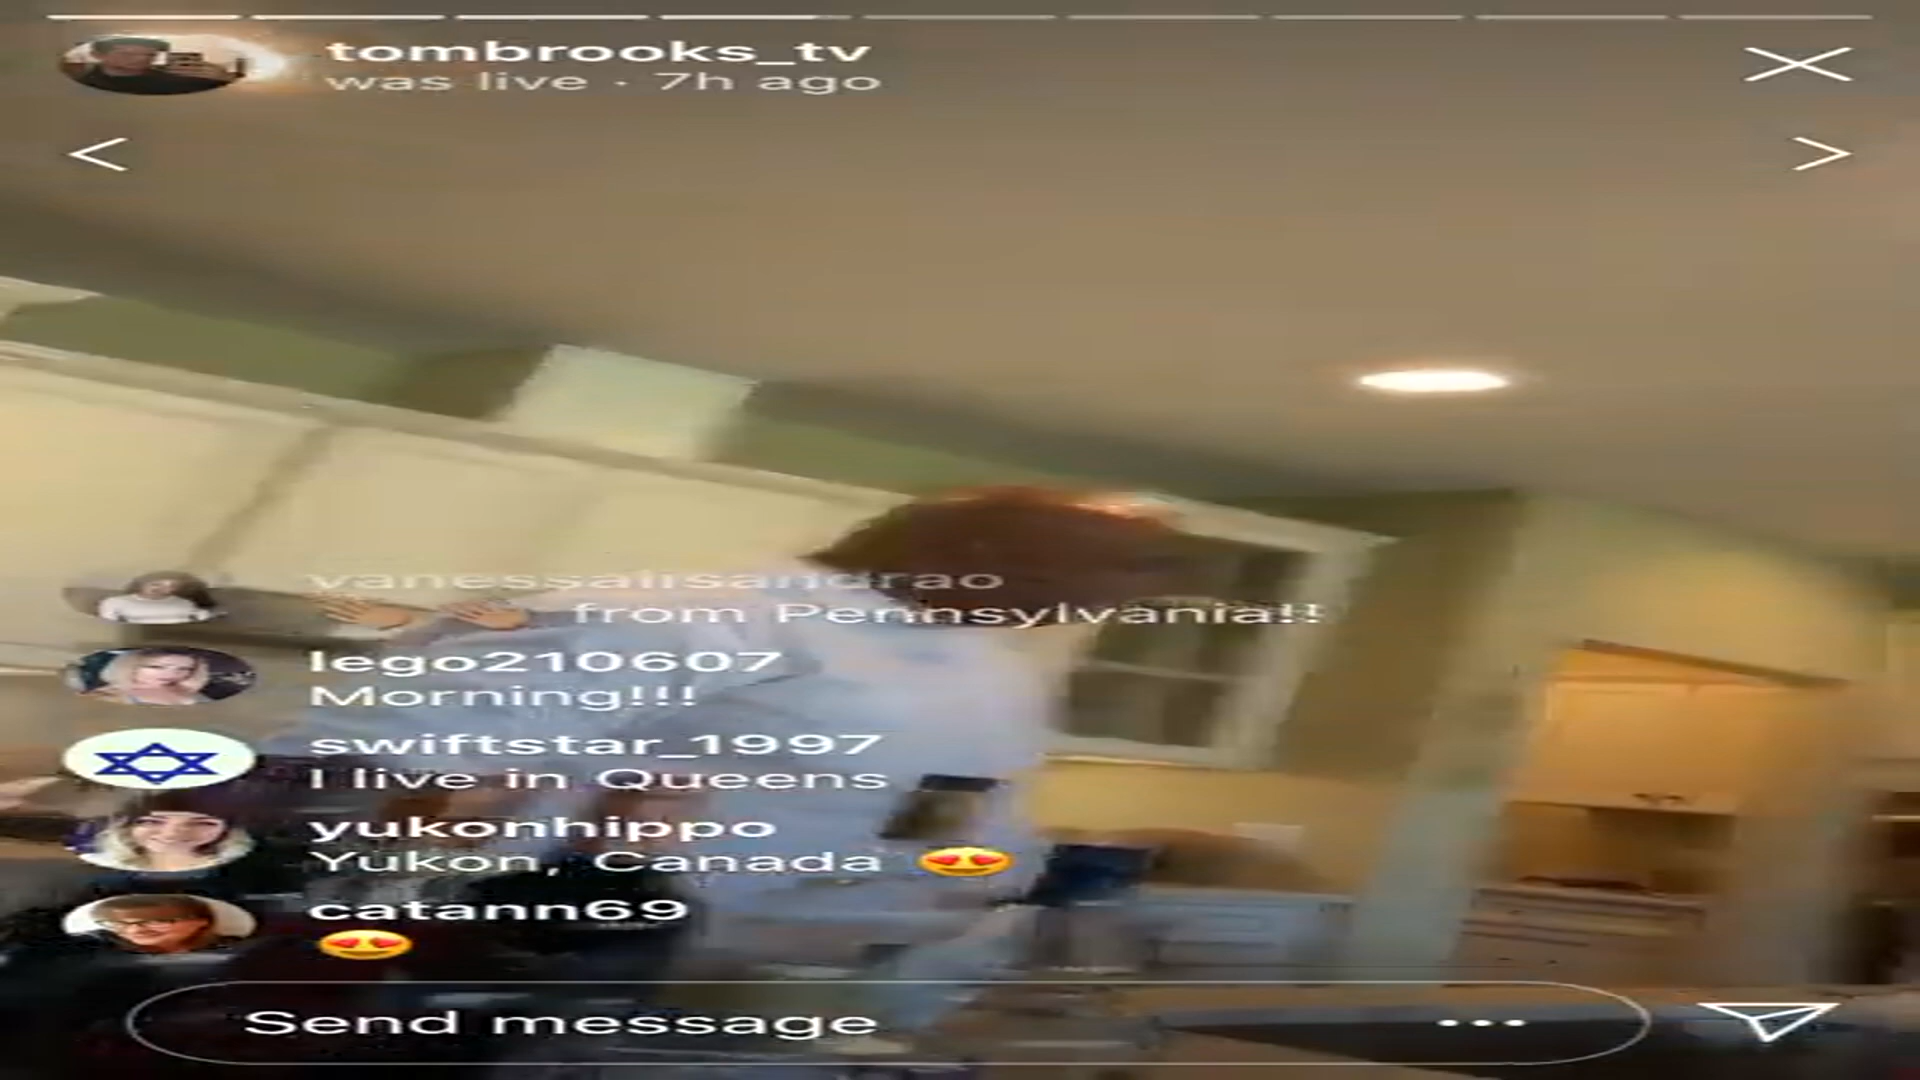 tombrooks_tv
was live · 7h ago
from Pennsylvania!!
lego210607
Morning!!!
swiftstar_1997
I live in Queens
yukonhippo
Yukon, Canada 😍
catann69
😍
Send message